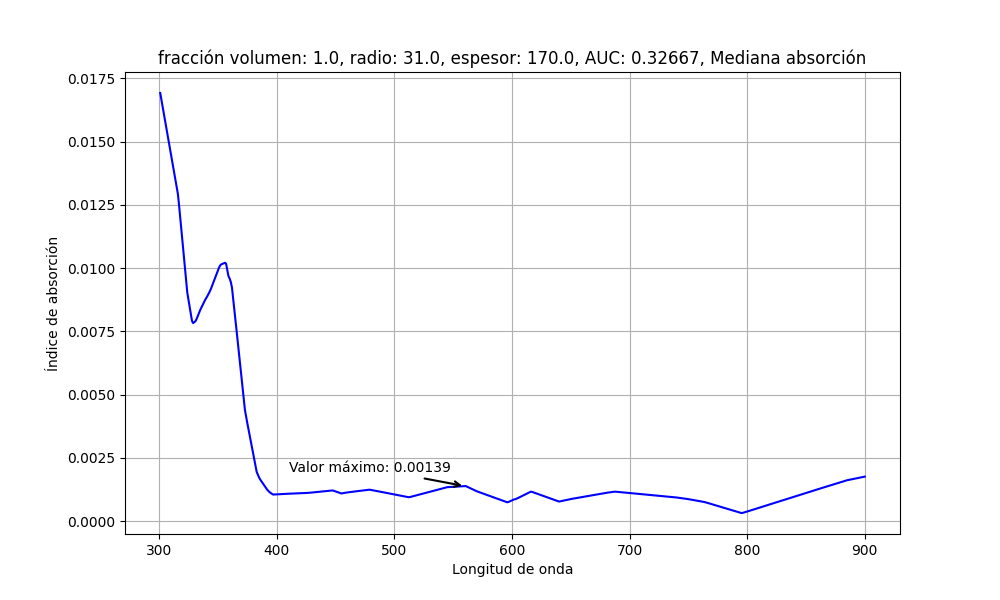 fracción volumen: 1.0, radio: 31.0, espesor: 170.0, AUC: 0.32667, Mediana absorción
Índice de absorción
0.0175
0.0150
0.0125
0.0100
0.0075
0.0050
0.0025
0.0000
Valor máximo: 0.00139
300 400 500 600 700 800 900
Longitud de onda